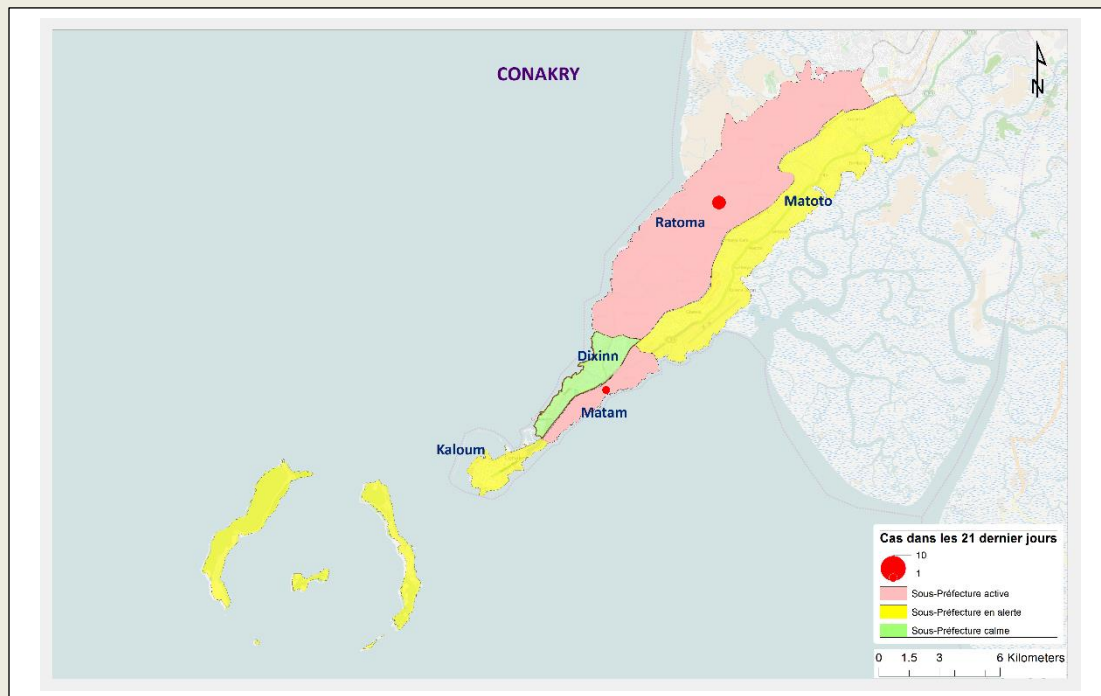 CONAKRY
N
Ratoma
Matoto
Dixinn
Matam
Kaloum
Cas dans les 21 dernier jours
10
1
Sous-Préfecture active
Sous-Préfecture en alerte
Sous-Préfecture calme
0 1.5 3 6 Kilometers